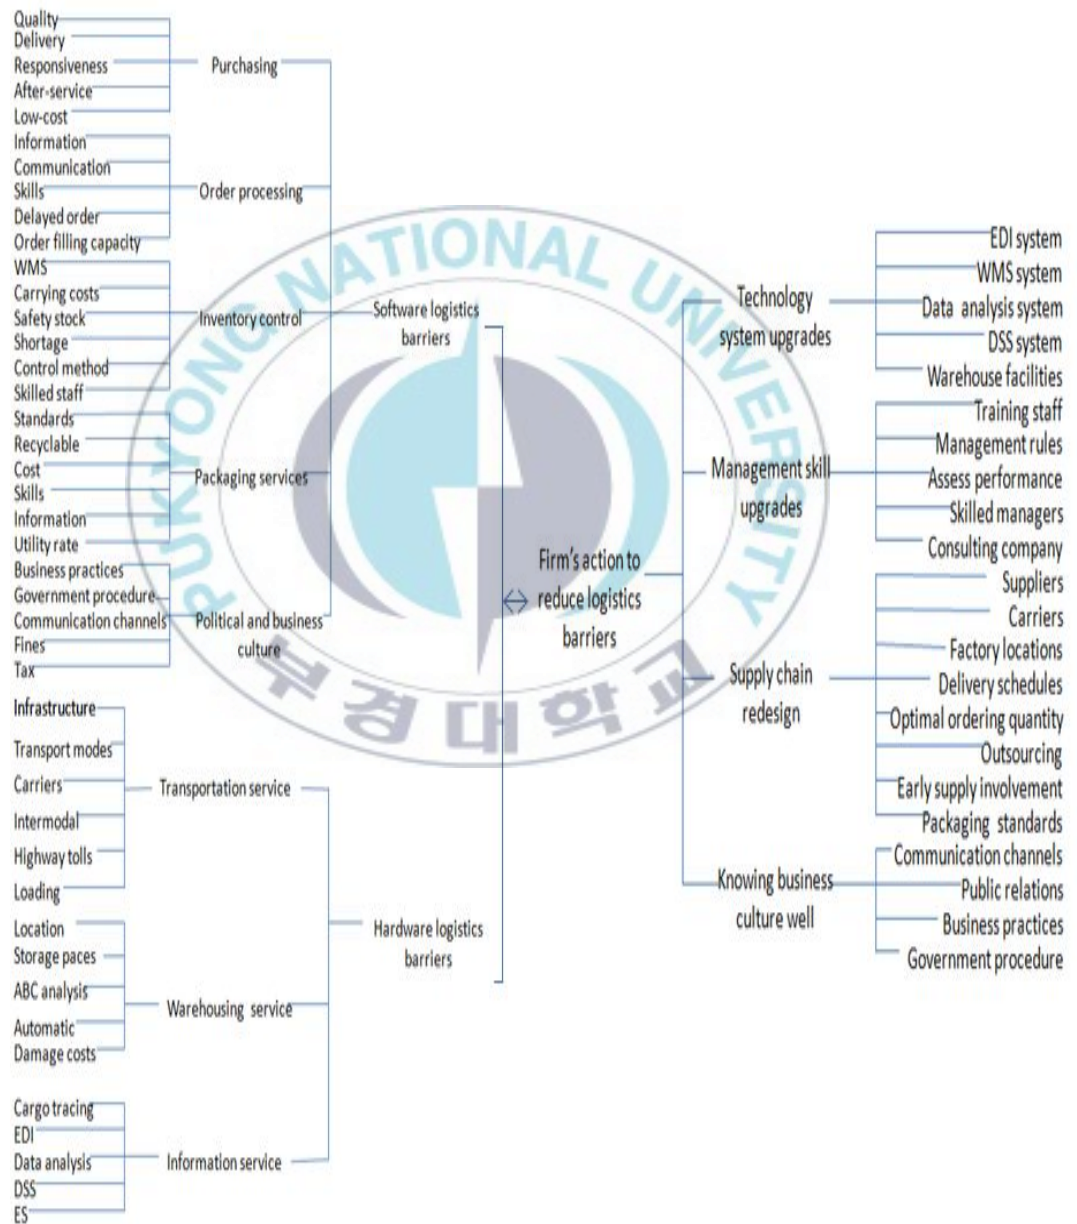 Quality
Delivery
Responsiveness
After-service
Low-cost
Purchasing
Information
Communication
Skills
Delayed order
Order filling capacity
Order processing
WMS
Carrying costs
Safety stock
Shortage
Control method
Skilled staff
Inventory control
Standards
Recyclable
Cost
Skills
Information
Utility rate
Packaging services
Business practices
Government procedure
Communication channels
Fines
Tax
Political and business
culture
Software logistics
barriers
Infrastructure
Transport modes
Carriers
Intermodal
Highway tolls
Loading
Transportation service
Location
Storage paces
ABC analysis
Automatic
Damage costs
Warehousing service
Cargo tracing
EDI
Data analysis
DSS
ES
Information service
Hardware logistics
barriers
Firm's action to
reduce logistics
barriers
Technology
system upgrades
EDI system
WMS system
Data analysis system
DSS system
Warehouse facilities
Management skill
upgrades
Training staff
Management rules
Assess performance
Skilled managers
Consulting company
Supply chain
redesign
Suppliers
Carriers
Factory locations
Delivery schedules
Optimal ordering quantity
Outsourcing
Early supply involvement
Packaging standards
Knowing business
culture well
Communication channels
Public relations
Business practices
Government procedure
PUKYONG NATIONAL UNIVERSITY
부경대학교